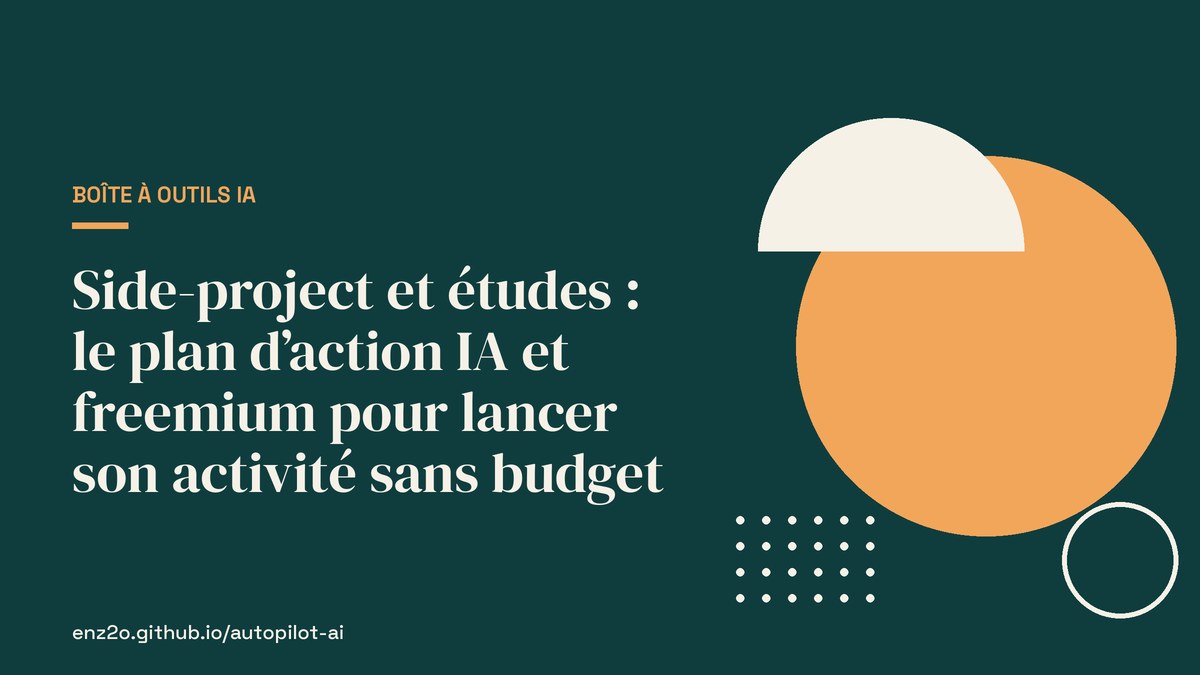 BOÎTE À OUTILS IA
Side-project et études :
le plan d’action IA et
freemium pour lancer
son activité sans budget
enz2o.github.io/autopilot-ai